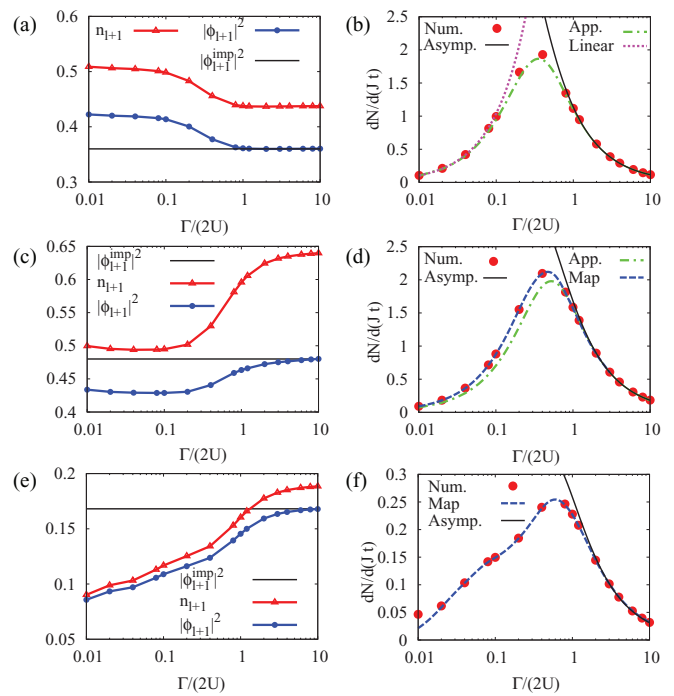 (a)
n_{l+1}
|ϕ_{l+1}|^2
|ϕ_{l+1}^{imp}|^2
0.5
0.4
0.3
0.01 0.1 1 10
Γ/(2U)
(b)
Num.
Asymp.
App.
Linear
dN/d(J t)
2.5
2
1.5
1
0.5
0
0.01 0.1 1 10
Γ/(2U)
(c)
|ϕ_{l+1}^{imp}|^2
n_{l+1}
|ϕ_{l+1}|^2
0.65
0.6
0.5
0.45
0.4
0.01 0.1 1 10
Γ/(2U)
(d)
Num.
Asymp.
App.
Map
dN/d(J t)
2.5
2
1.5
1
0.5
0
0.01 0.1 1 10
Γ/(2U)
(e)
|ϕ_{l+1}^{imp}|^2
n_{l+1}
|ϕ_{l+1}|^2
0.2
0.15
0.1
0.05
0.01 0.1 1 10
Γ/(2U)
(f)
Num.
Map
Asymp.
dN/d(J t)
0.3
0.25
0.2
0.15
0.1
0.05
0
0.01 0.1 1 10
Γ/(2U)